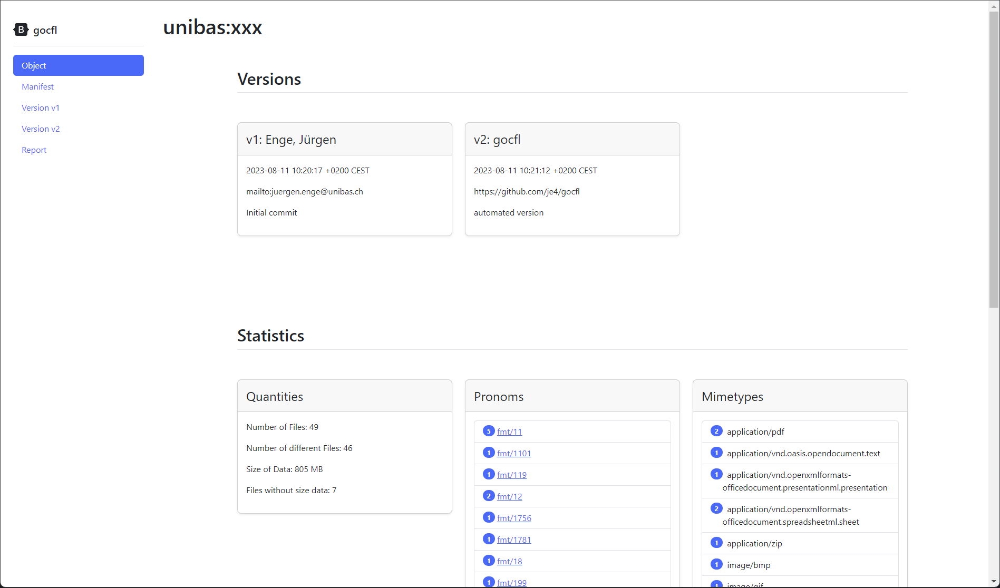 gocfl
Object
Manifest
Version v1
Version v2
Report
unibas:xxx
Versions
v1: Enge, Jürgen
2023-08-11 10:20:17 +0200 CEST
mailto:juergen.enge@unibas.ch
Initial commit
v2: gocfl
2023-08-11 10:21:12 +0200 CEST
https://github.com/je4/gocfl
automated version
Statistics
Quantities
Number of Files: 49
Number of different Files: 46
Size of Data: 805 MB
Files without size data: 7
Pronoms
5 fmt/11
1 fmt/1101
1 fmt/119
2 fmt/12
1 fmt/1756
1 fmt/1781
1 fmt/18
1 fmt/199
Mimetypes
2 application/pdf
1 application/vnd.oasis.opendocument.text
1 application/vnd.openxmlformats-
officedocument.presentationml.presentation
2 application/vnd.openxmlformats-
officedocument.spreadsheetml.sheet
1 application/zip
1 image/bmp
1 image/gif